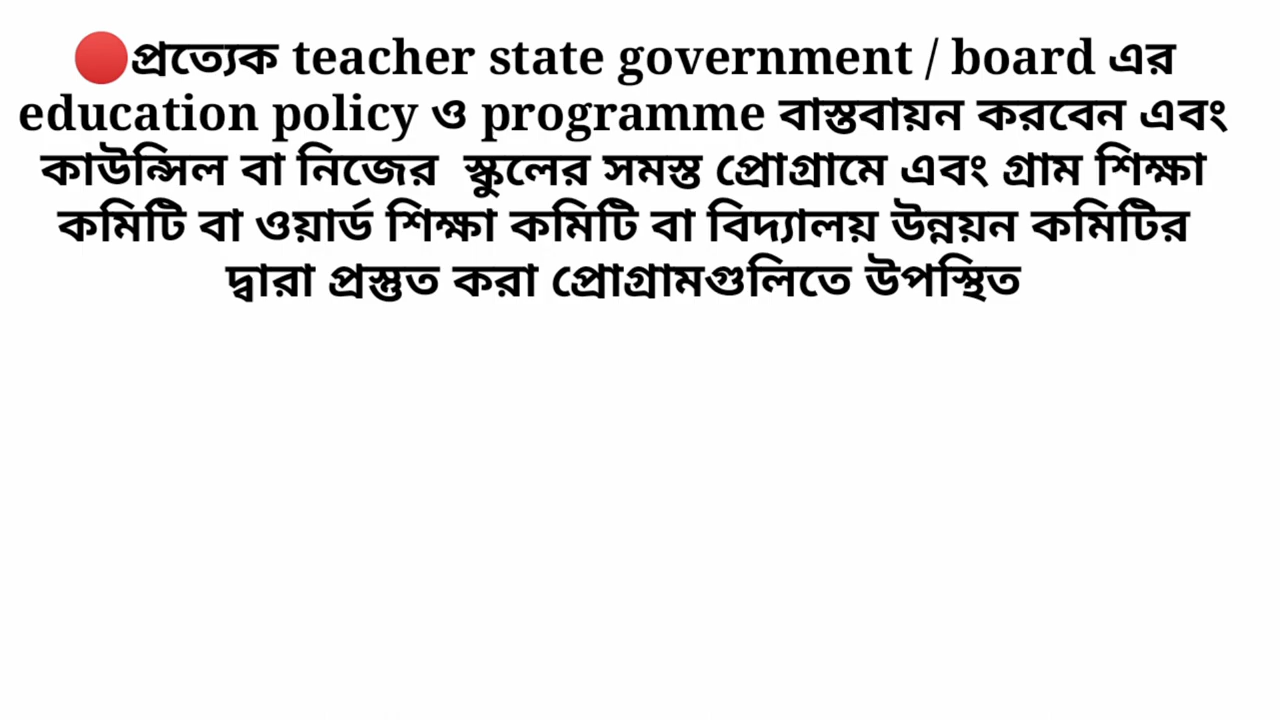 🔴প্রত্যেক teacher state government / board এর
education policy ও programme বাস্তবায়ন করবেন এবং
কাউন্সিল বা নিজের স্কুলের সমস্ত প্রোগ্রামে এবং গ্রাম শিক্ষা
কমিটি বা ওয়ার্ড শিক্ষা কমিটি বা বিদ্যালয় উন্নয়ন কমিটির
দ্বারা প্রস্তুত করা প্রোগ্রামগুলিতে উপস্থিত